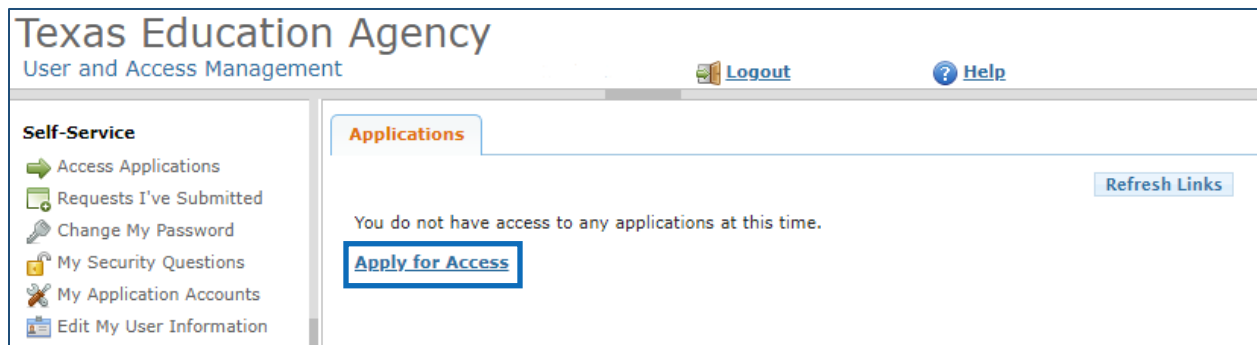 Texas Education Agency
User and Access Management
Logout
Help
Self-Service
Access Applications
Requests I've Submitted
Change My Password
My Security Questions
My Application Accounts
Edit My User Information
Applications
Refresh Links
You do not have access to any applications at this time.
Apply for Access